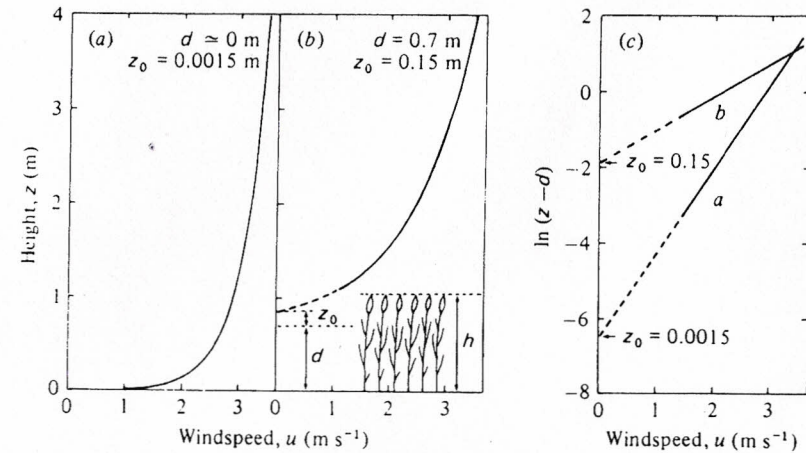 (a) d ≃ 0 m
z₀ = 0.0015 m
(b) d = 0.7 m
z₀ = 0.15 m
4
3
2
1
0
Height, z (m)
z₀
d
h
0 1 2 3 0 1 2 3
Windspeed, u (m s⁻¹)
(c)
2
0
−2
−4
−6
−8
ln (z −d)
b
z₀ = 0.15
a
z₀ = 0.0015
0 1 2 3
Windspeed, u (m s⁻¹)